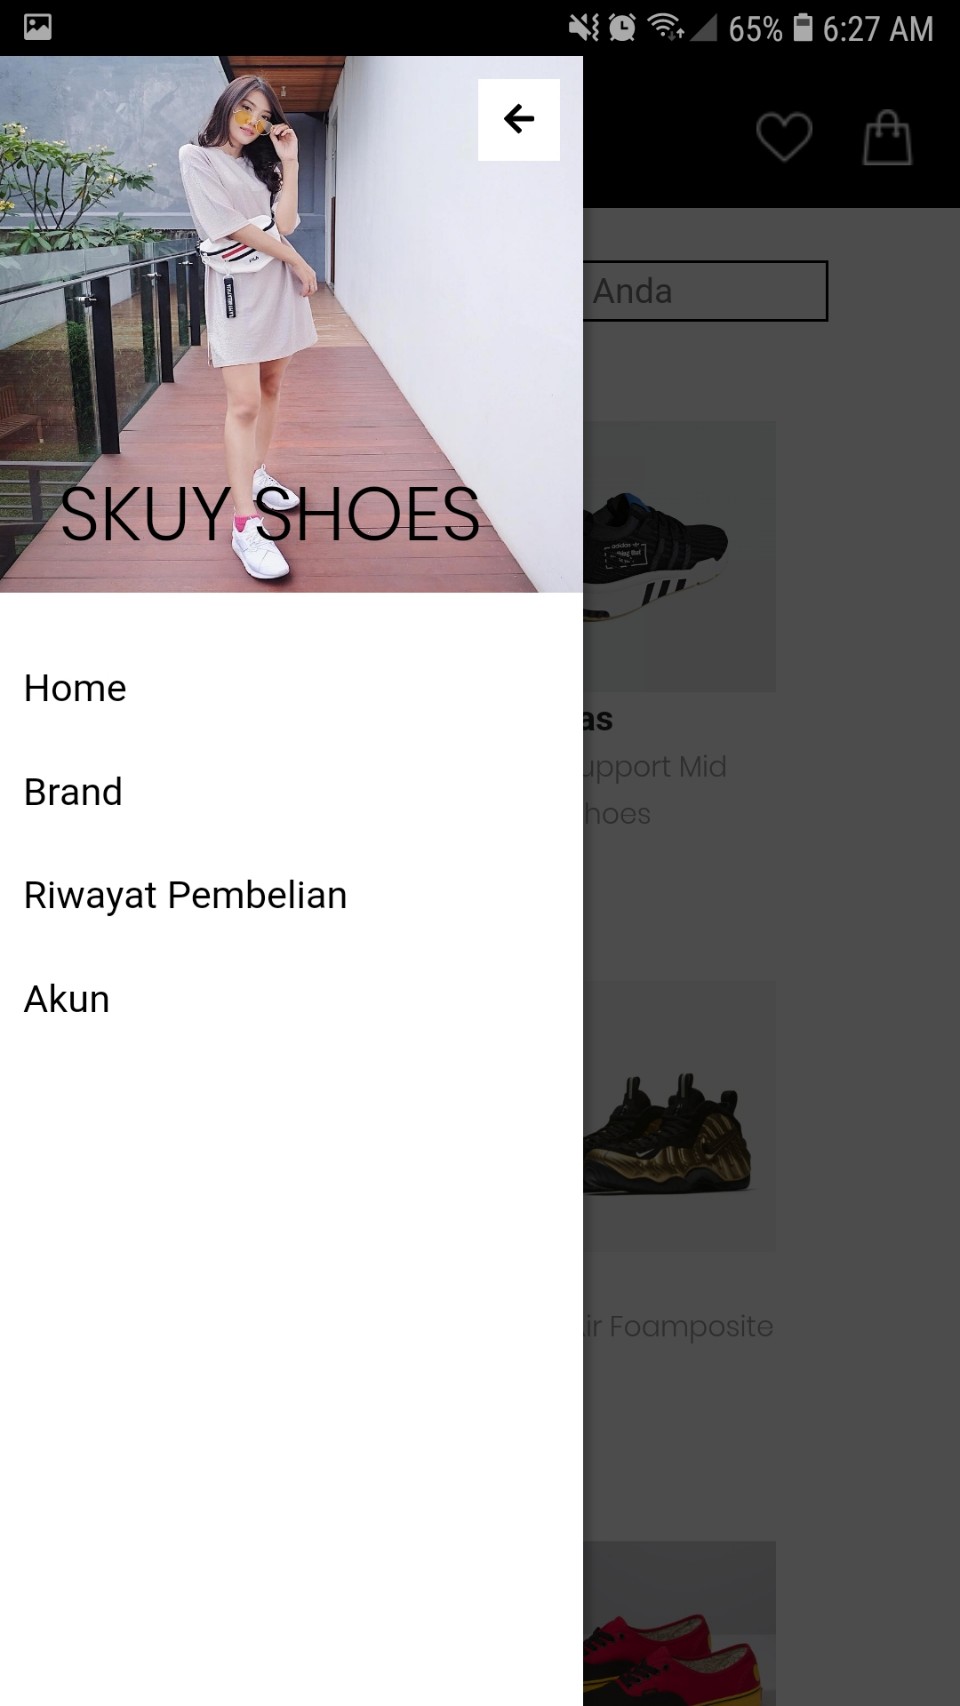 65% 6:27 AM
SKUY SHOES
Home
Brand
Riwayat Pembelian
Akun
Anda
as
upport Mid
hoes
ir Foamposite